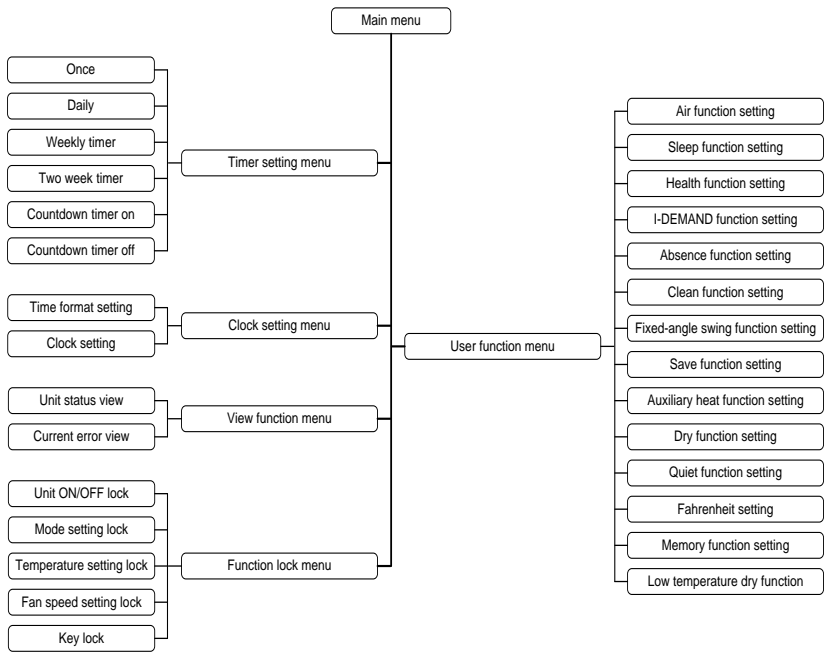 Main menu
Once
Daily
Weekly timer
Two week timer
Countdown timer on
Countdown timer off
Timer setting menu
Time format setting
Clock setting
Clock setting menu
Unit status view
Current error view
View function menu
Unit ON/OFF lock
Mode setting lock
Temperature setting lock
Fan speed setting lock
Key lock
Function lock menu
User function menu
Air function setting
Sleep function setting
Health function setting
I-DEMAND function setting
Absence function setting
Clean function setting
Fixed-angle swing function setting
Save function setting
Auxiliary heat function setting
Dry function setting
Quiet function setting
Fahrenheit setting
Memory function setting
Low temperature dry function